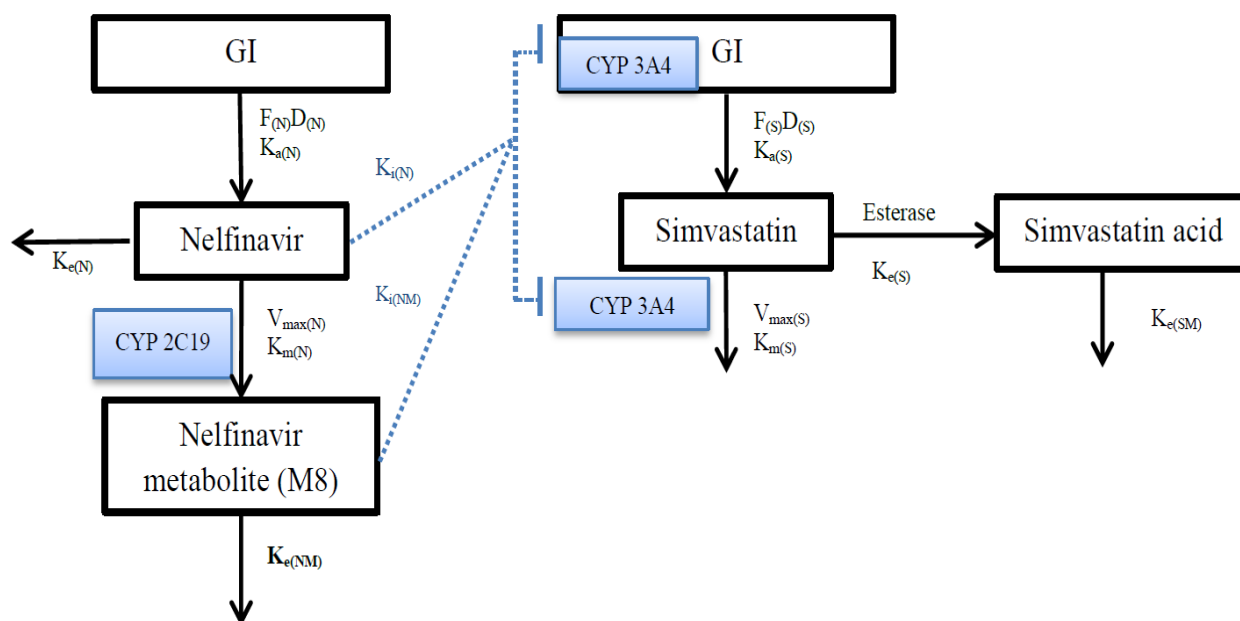 GI
F(N)D(N)
Ka(N)
Ki(N)
Nelfinavir
Ke(N)
Ki(NM)
CYP 2C19
Vmax(N)
Km(N)
Nelfinavir
metabolite (M8)
Ke(NM)
CYP 3A4
GI
F(S)D(S)
Ka(S)
Simvastatin
Esterase
Ke(S)
Simvastatin acid
CYP 3A4
Vmax(S)
Km(S)
Ke(SM)